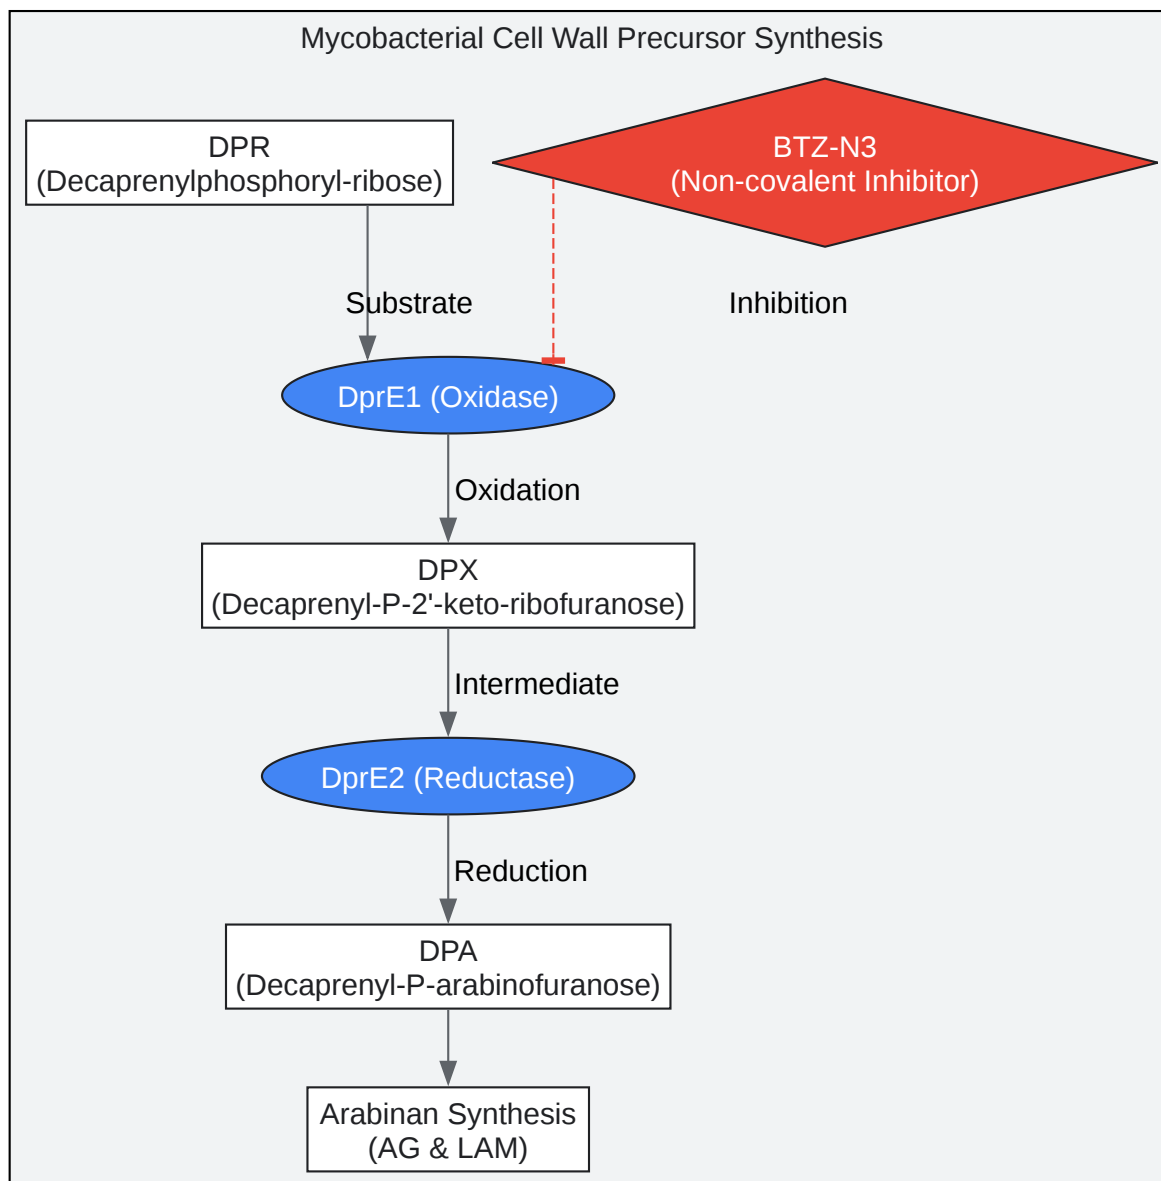 Mycobacterial Cell Wall Precursor Synthesis
DPR
(Decaprenylphosphoryl-ribose)
BTZ-N3
(Non-covalent Inhibitor)
Substrate
Inhibition
DprE1 (Oxidase)
Oxidation
DPX
(Decaprenyl-P-2'-keto-ribofuranose)
Intermediate
DprE2 (Reductase)
Reduction
DPA
(Decaprenyl-P-arabinofuranose)
Arabinan Synthesis
(AG & LAM)